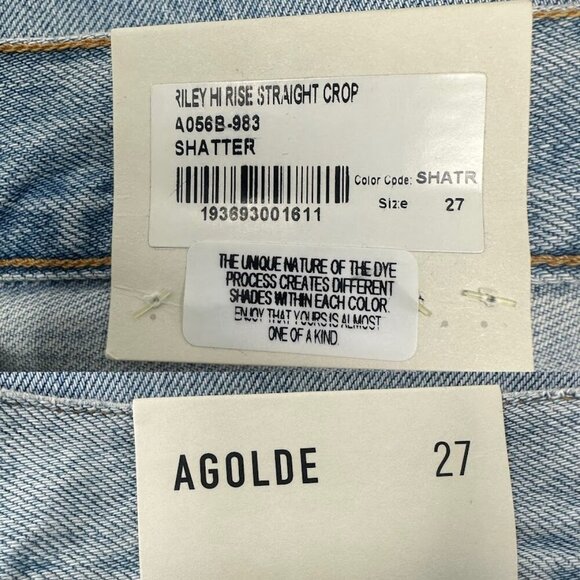 RILEY HI RISE STRAIGHT CROP
A056B-983
SHATTER
Color Code: SHATR
193693001611
Size 27
THE UNIQUE NATURE OF THE DYE
PROCESS CREATES DIFFERENT
SHADES WITHIN EACH COLOR.
ENJOY THAT YOURS IS ALMOST
ONE OF A KIND.
AGOLDE 27